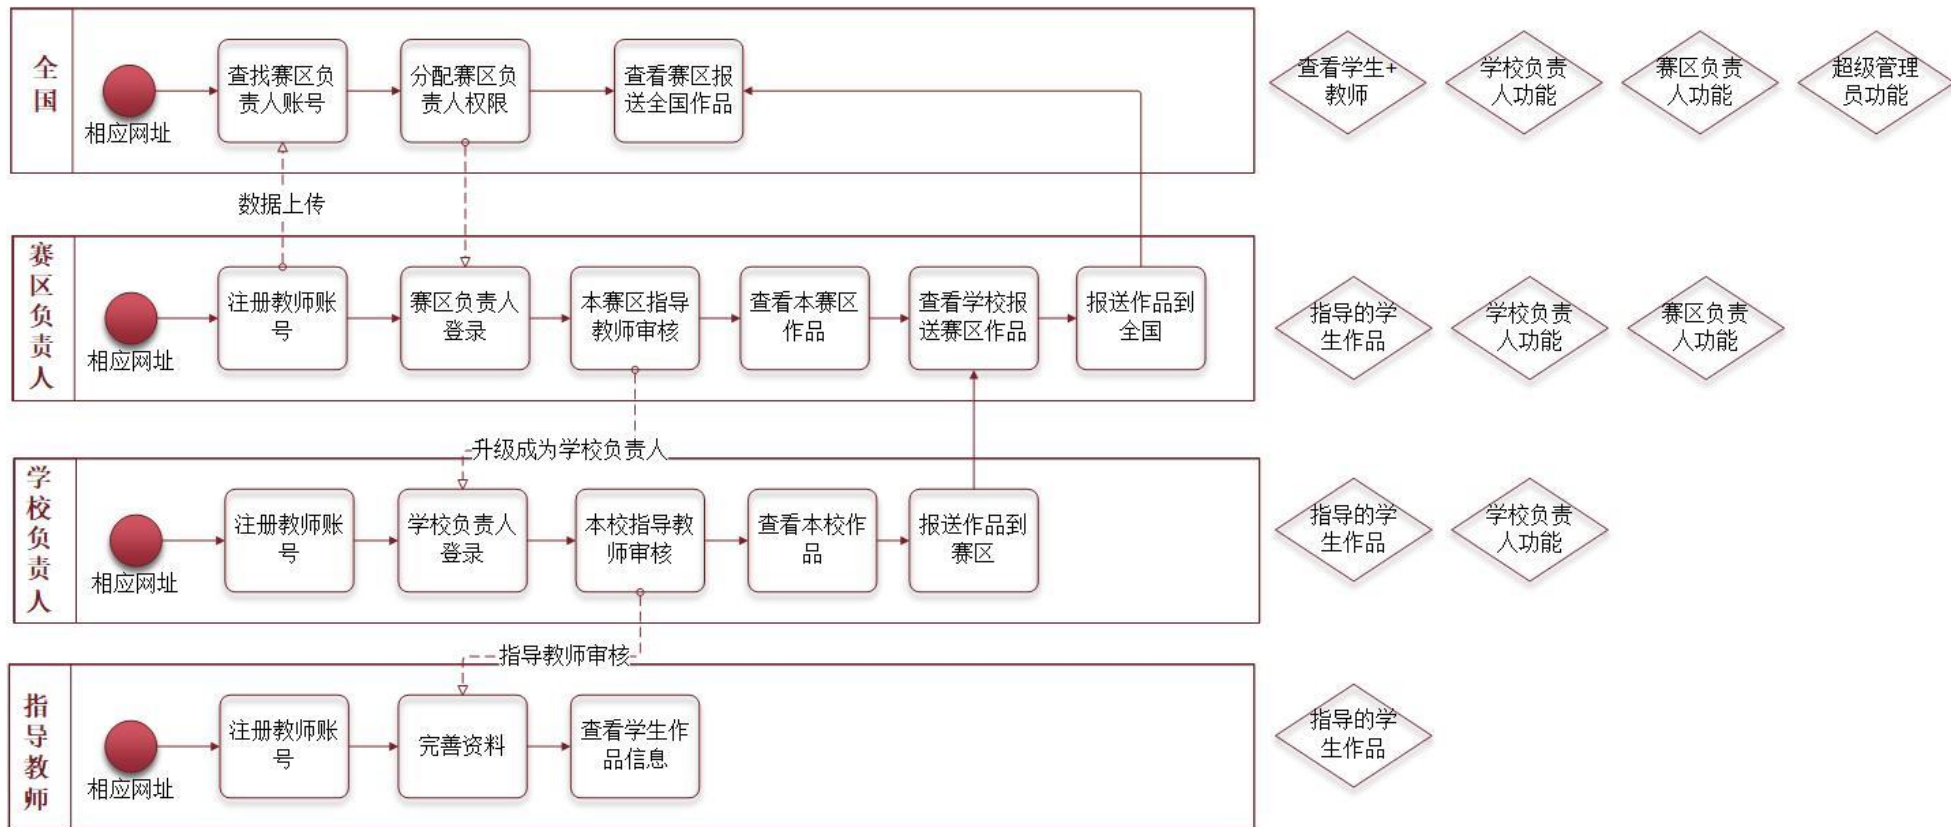 全
国
相应网址
查找赛区负
责人账号
分配赛区负
责人权限
查看赛区报
送全国作品
查看学生+
教师
学校负责
人功能
赛区负责
人功能
超级管理
员功能
数据上传
赛
区
负
责
人
相应网址
注册教师账
号
赛区负责人
登录
本赛区指导
教师审核
查看本赛区
作品
查看学校报
送赛区作品
报送作品到
全国
指导的学
生作品
学校负责
人功能
赛区负责
人功能
升级成为学校负责人
学
校
负
责
人
相应网址
注册教师账
号
学校负责人
登录
本校指导教
师审核
查看本校作
品
报送作品到
赛区
指导的学
生作品
学校负责
人功能
指导教师审核
指
导
教
师
相应网址
注册教师账
号
完善资料
查看学生作
品信息
指导的学
生作品